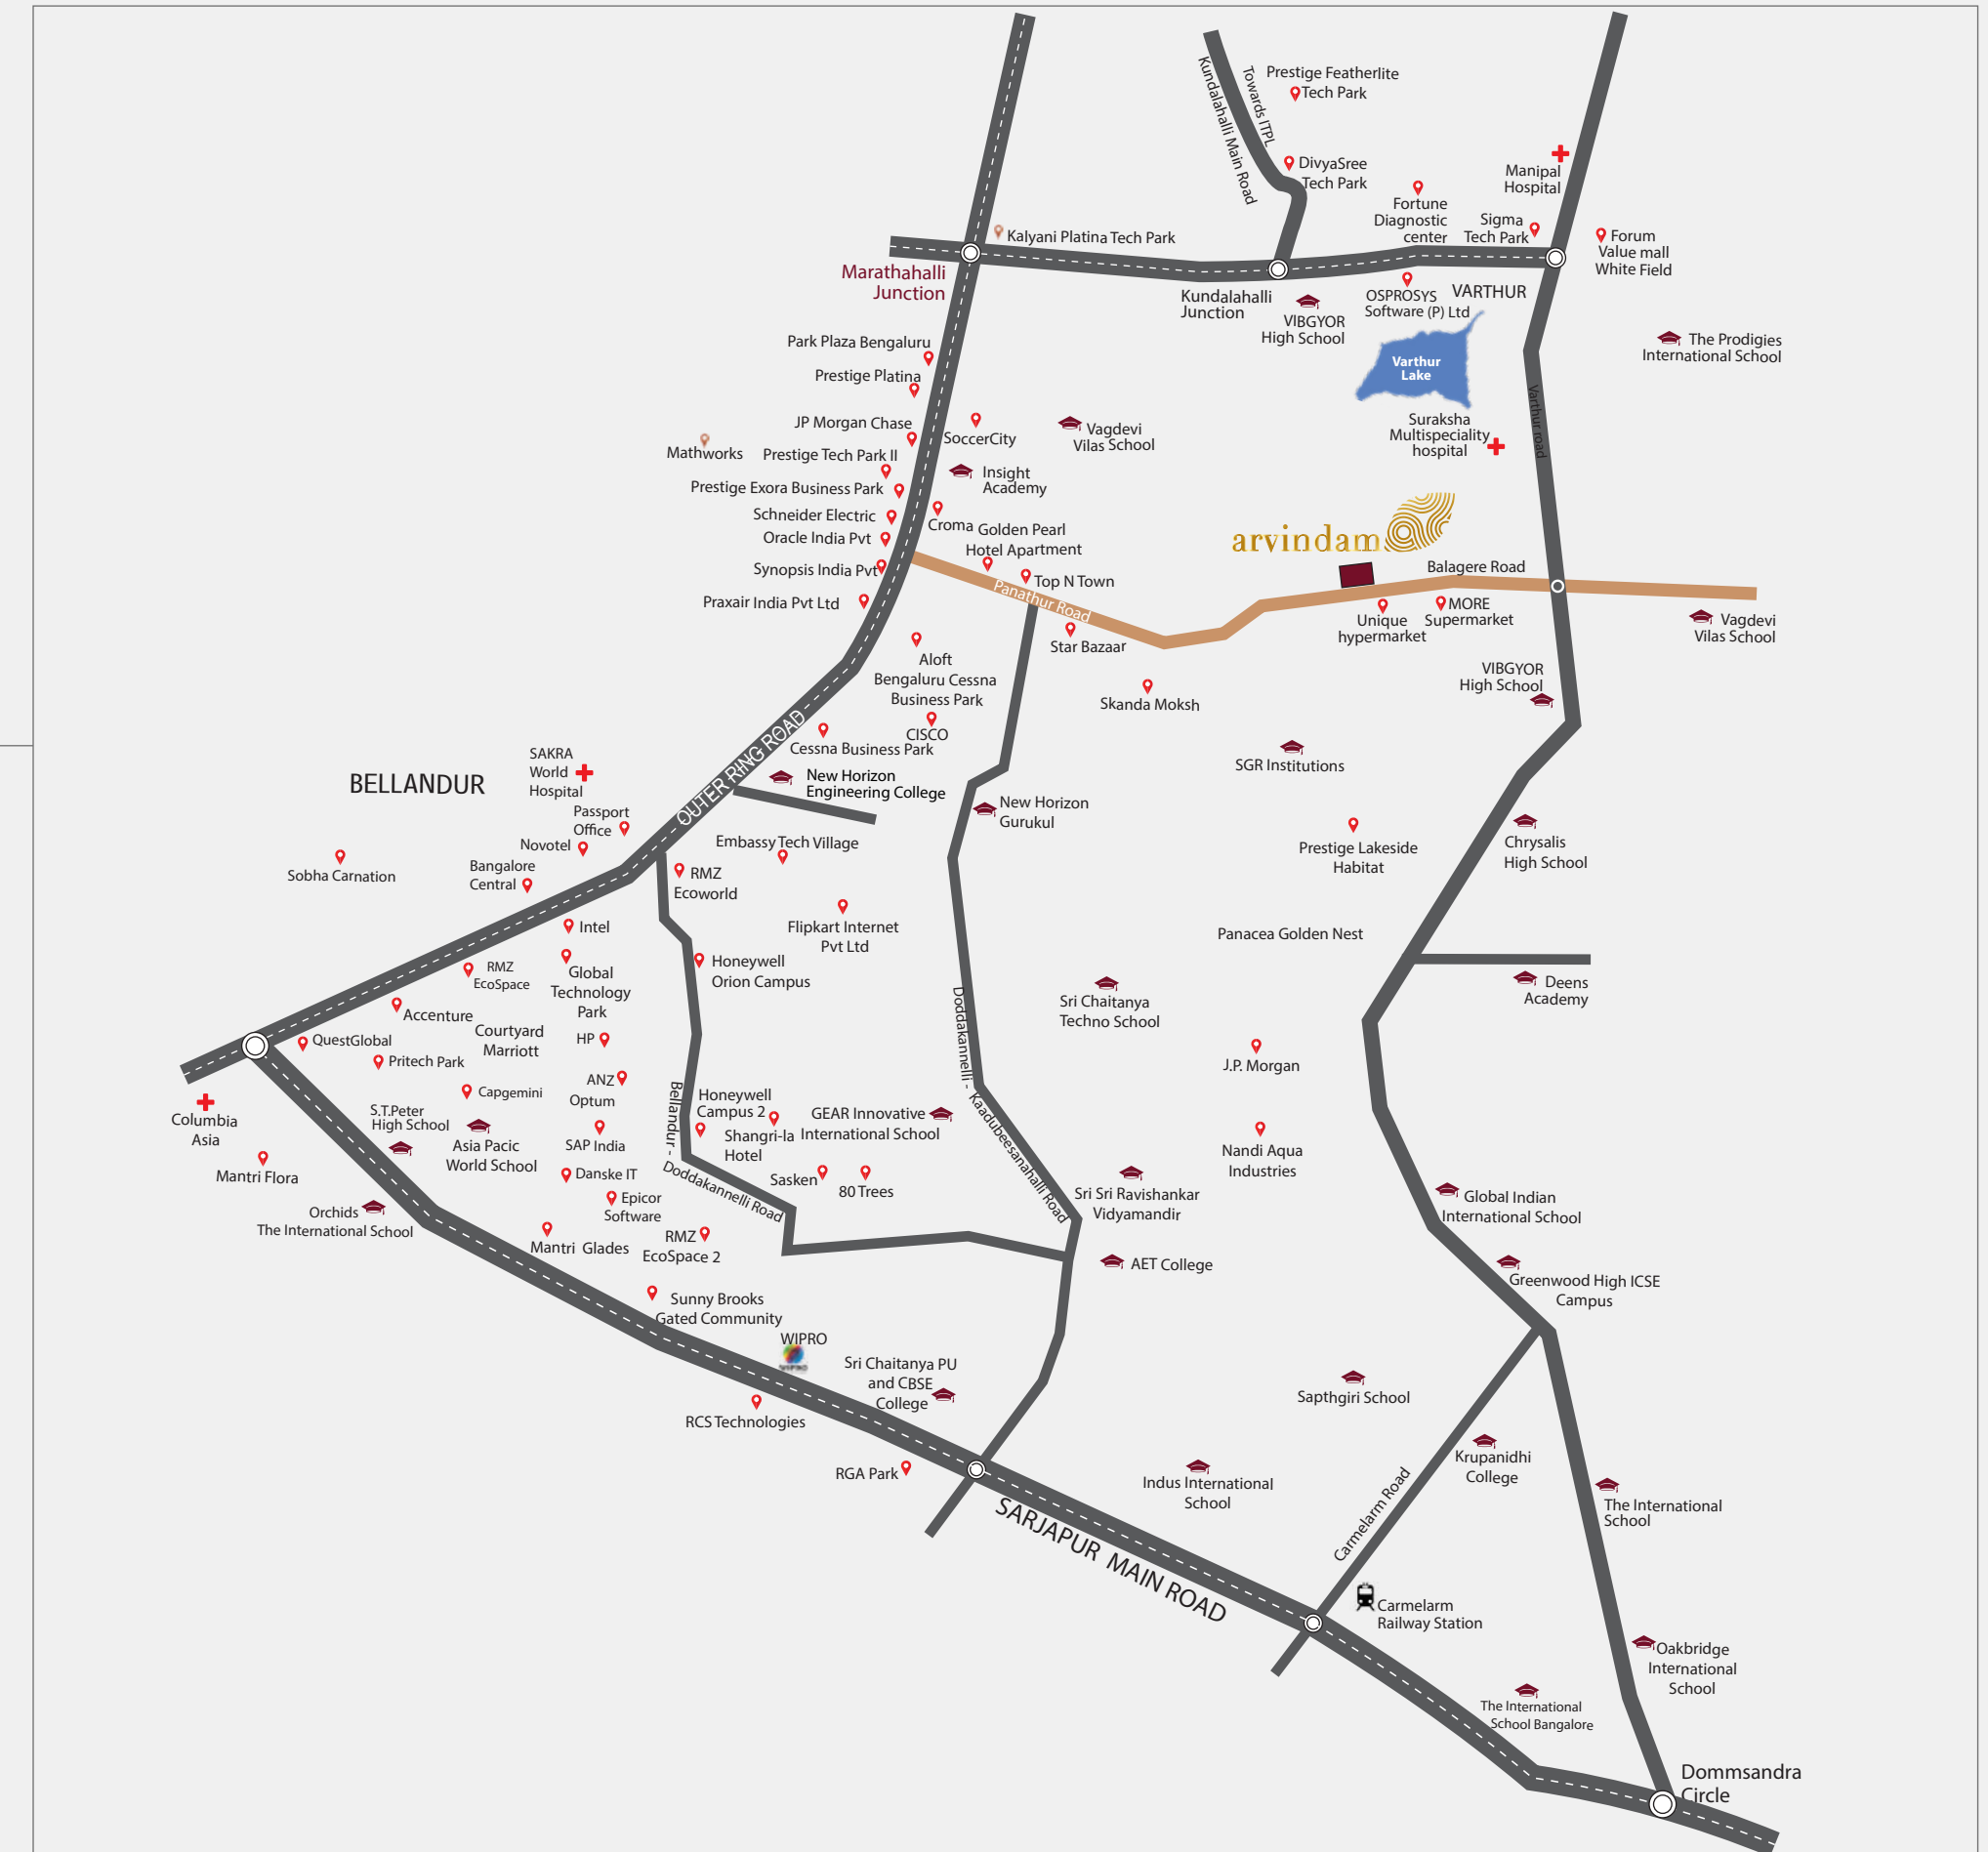 Prestige Featherlite
Tech Park
Towards ITPL
Kundalahalli Main Road
DivyaSree
Tech Park
Manipal
Hospital
Fortune
Diagnostic
center
Sigma
Tech Park
Forum
Value mall
White Field
Kalyani Platina Tech Park
Marathahalli
Junction
Kundalahalli
Junction
VIBGYOR
High School
OSPROSYS
Software (P) Ltd
VARTHUR
Varthur
Lake
The Prodigies
International School
Park Plaza Bengaluru
Prestige Platina
JP Morgan Chase
SoccerCity
Vagdevi
Vilas School
Suraksha
Multispeciality
hospital
Varthur road
Mathworks
Prestige Tech Park II
Insight
Academy
Prestige Exora Business Park
Schneider Electric
Croma
Oracle India Pvt
Golden Pearl
Hotel Apartment
arvindam
Synopsis India Pvt
Top N Town
Balagere Road
Praxair India Pvt Ltd
Panathur Road
Star Bazaar
Unique
hypermarket
MORE
Supermarket
Vagdevi
Vilas School
Aloft
Bengaluru Cessna
Business Park
Skanda Moksh
VIBGYOR
High School
CISCO
Cessna Business Park
OUTER RING ROAD
SGR Institutions
SAKRA
World
Hospital
BELLANDUR
New Horizon
Engineering College
New Horizon
Gurukul
Passport
Office
Novotel
Embassy Tech Village
Prestige Lakeside
Habitat
Chrysalis
High School
Sobha Carnation
Bangalore
Central
RMZ
Ecoworld
Intel
Flipkart Internet
Pvt Ltd
Panacea Golden Nest
RMZ
EcoSpace
Global
Technology
Park
Honeywell
Orion Campus
Deens
Academy
Accenture
Sri Chaitanya
Techno School
QuestGlobal
Courtyard
Marriott
HP
Pritech Park
J.P. Morgan
Capgemini
ANZ
Optum
Doddakannelli - Kaadubeesanahalli Road
Bellandur - Doddakannelli Road
Columbia
Asia
S.T.Peter
High School
Honeywell
Campus 2
GEAR Innovative
International School
Asia Pacic
World School
SAP India
Shangri-la
Hotel
Nandi Aqua
Industries
Mantri Flora
Danske IT
Sasken
80 Trees
Sri Sri Ravishankar
Vidyamandir
Global Indian
International School
Orchids
The International School
Epicor
Software
Mantri Glades
RMZ
EcoSpace 2
AET College
Greenwood High ICSE
Campus
Sunny Brooks
Gated Community
WIPRO
WIPRO
Sri Chaitanya PU
and CBSE
College
Sapthgiri School
RCS Technologies
RGA Park
Krupanidhi
College
Indus International
School
The International
School
SARJAPUR MAIN ROAD
Carmelarm Road
Carmelarm
Railway Station
Oakbridge
International
School
The International
School Bangalore
Dommsandra
Circle